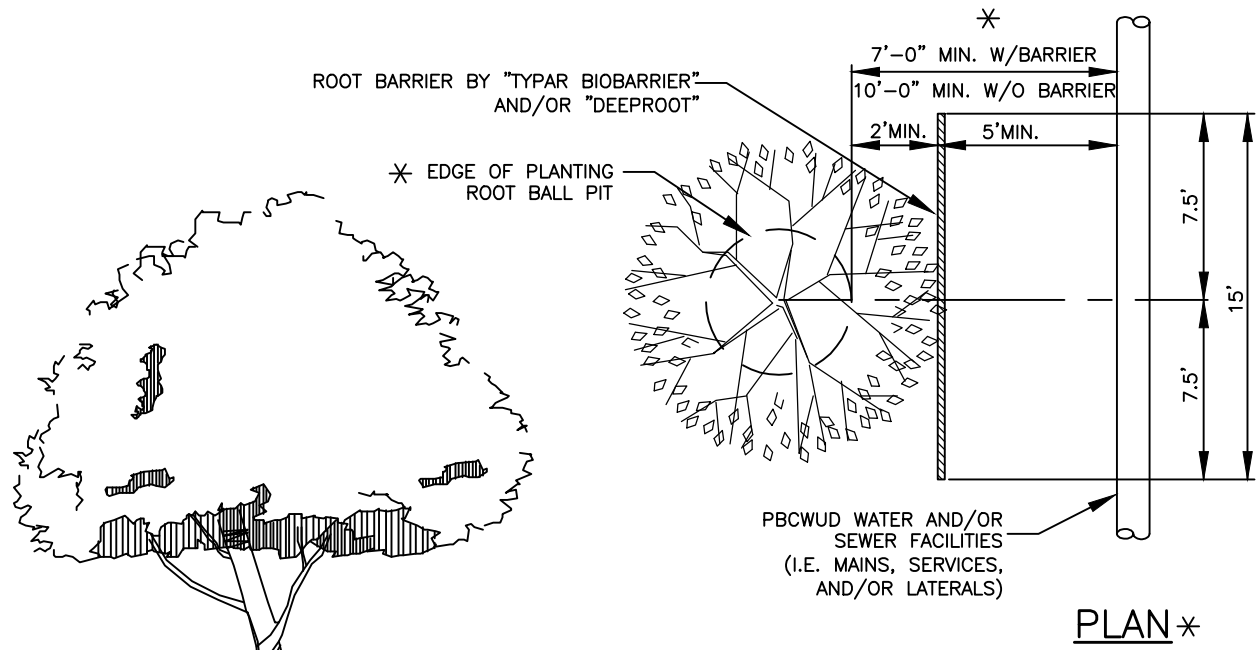 *
7'-0" MIN. W/BARRIER
10'-0" MIN. W/O BARRIER
ROOT BARRIER BY "TYPAR BIOBARRIER"
AND/OR "DEEPROOT"
2'MIN.
5'MIN.
* EDGE OF PLANTING
ROOT BALL PIT
7.5'
15'
7.5'
PBCWUD WATER AND/OR
SEWER FACILITIES
(I.E. MAINS, SERVICES,
AND/OR LATERALS)
PLAN *